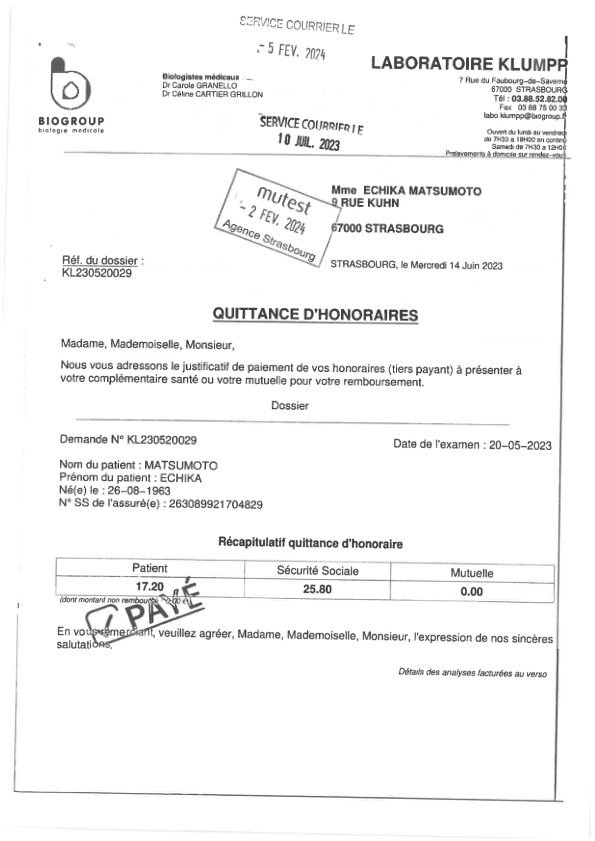 SERVICE COURRIER LE
- 5 FEV. 2024
LABORATOIRE KLUMPP
7 Rue du Faubourg-de-Saverne
67000 STRASBOURG
Tél : 03.88.52.82.00
Fax 03 88 75 00 33
labo.klumpp@biogroup.fr
Ouvert du lundi au vendredi
de 7H30 à 18H00 en continu
Samedi de 7H30 à 12H00
Prelevements à domicile sur rendez-vous
BIOGROUP
biologie médicale
Biologistes médicaux
Dr Carole GRANELLO
Dr Céline CARTIER GRILLON
SERVICE COURRIER LE
10 JUIL. 2023
mutest
- 2 FEV. 2024
Agence Strasbourg
Mme ECHIKA MATSUMOTO
9 RUE KUHN
67000 STRASBOURG
Réf. du dossier :
KL230520029
STRASBOURG, le Mercredi 14 Juin 2023
QUITTANCE D'HONORAIRES
Madame, Mademoiselle, Monsieur,
Nous vous adressons le justificatif de paiement de vos honoraires (tiers payant) à présenter à
votre complémentaire santé ou votre mutuelle pour votre remboursement.
Dossier
Demande N° KL230520029
Date de l'examen : 20-05-2023
Nom du patient : MATSUMOTO
Prénom du patient : ECHIKA
Né(e) le : 26-08-1963
N° SS de l'assuré(e) : 263089921704829
Récapitulatif quittance d'honoraire
Patient Sécurité Sociale Mutuelle
17.20 25.80 0.00
(dont montant non remboursé
PAYÉ
En vous remerciant, veuillez agréer, Madame, Mademoiselle, Monsieur, l'expression de nos sincères
salutations,
Détails des analyses facturées au verso